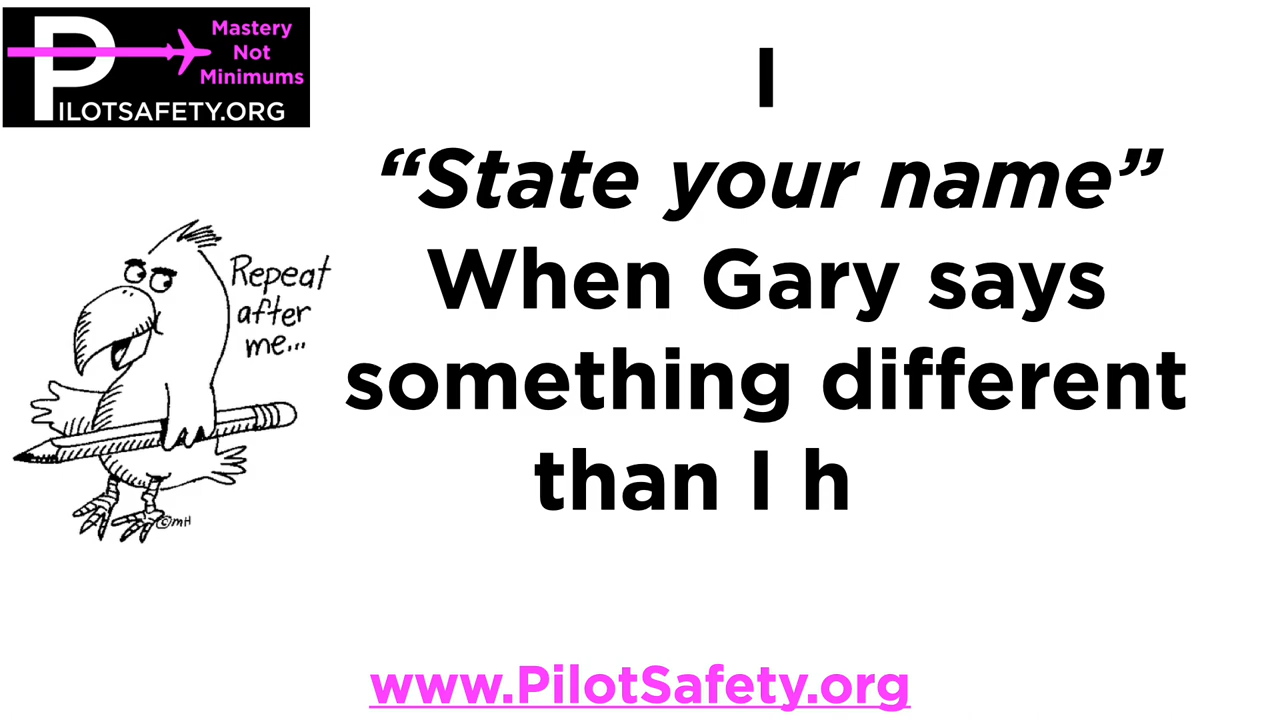 Mastery
Not
Minimums
PILOTSAFETY.ORG
I
“State your name”
When Gary says
something different
than I h
Repeat
after
me...
©mH
www.PilotSafety.org